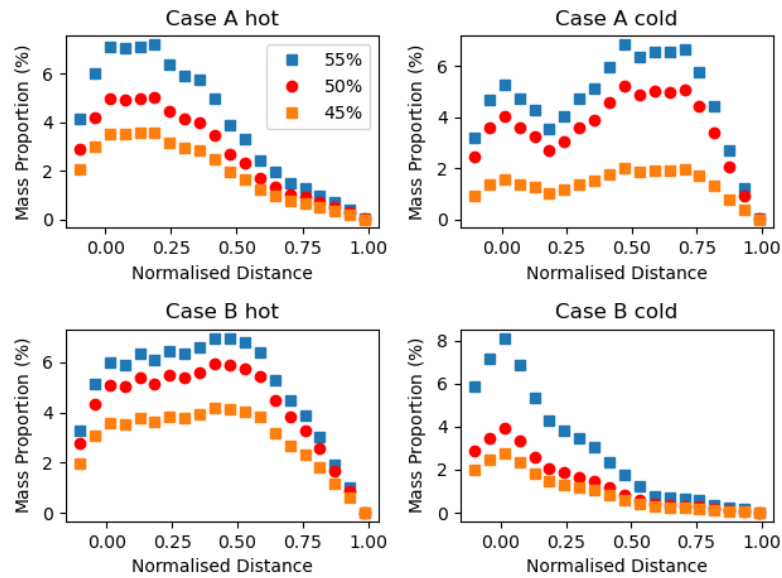 Case A hot
Case A cold
Mass Proportion (%)
6
4
2
0
55%
50%
45%
0.00 0.25 0.50 0.75 1.00
Normalised Distance
Mass Proportion (%)
8
6
4
2
0
0.00 0.25 0.50 0.75 1.00
Normalised Distance
Case B hot
Case B cold
Mass Proportion (%)
6
4
2
0
0.00 0.25 0.50 0.75 1.00
Normalised Distance
Mass Proportion (%)
8
6
4
2
0
0.00 0.25 0.50 0.75 1.00
Normalised Distance